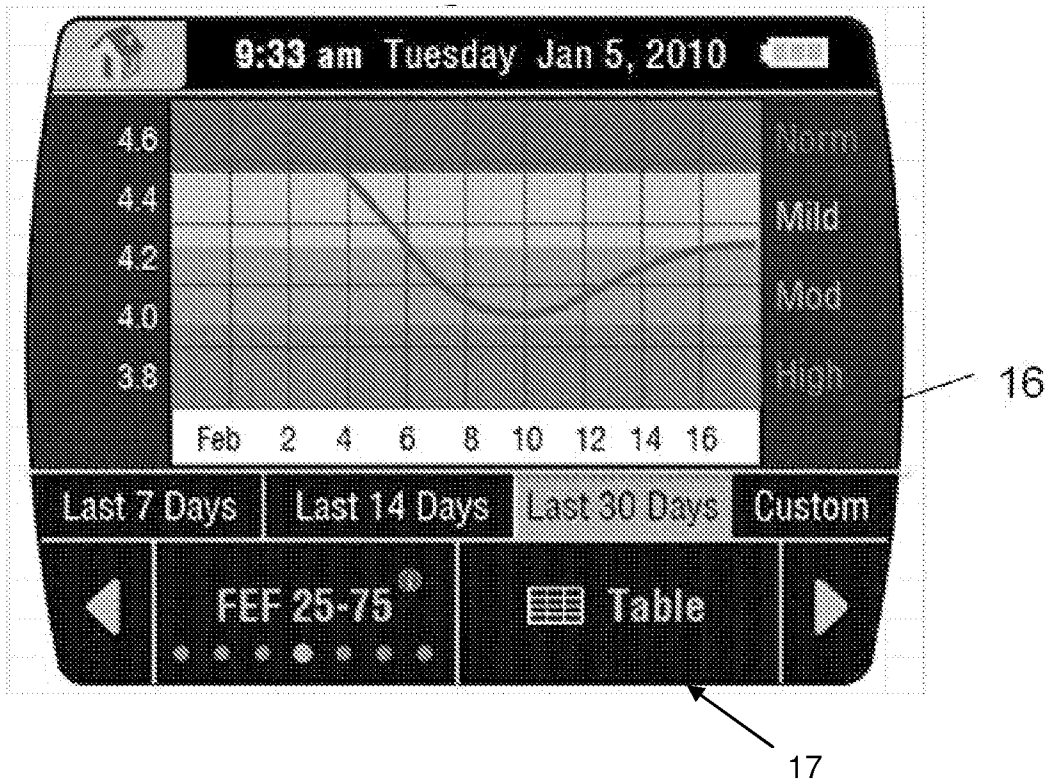 9:33 am Tuesday Jan 5, 2010
4.6 Norm
4.4 Mild
4.2
4.0 Mod
3.8 High
16
Feb 2 4 6 8 10 12 14 16
Last 7 Days Last 14 Days Last 30 Days Custom
FEF 25-75 Table
17